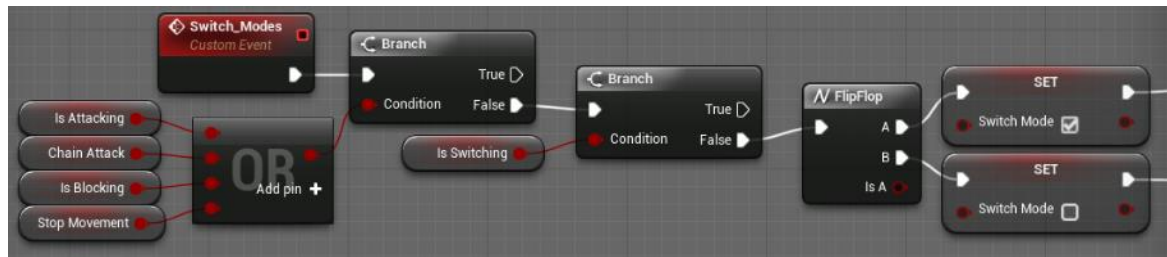 Switch_Modes
Custom Event
Branch
True
Condition
False
Is Attacking
Chain Attack
Is Blocking
Stop Movement
OR
Add pin +
Branch
True
Condition
False
Is Switching
FlipFlop
A
B
Is A
SET
Switch Mode
SET
Switch Mode